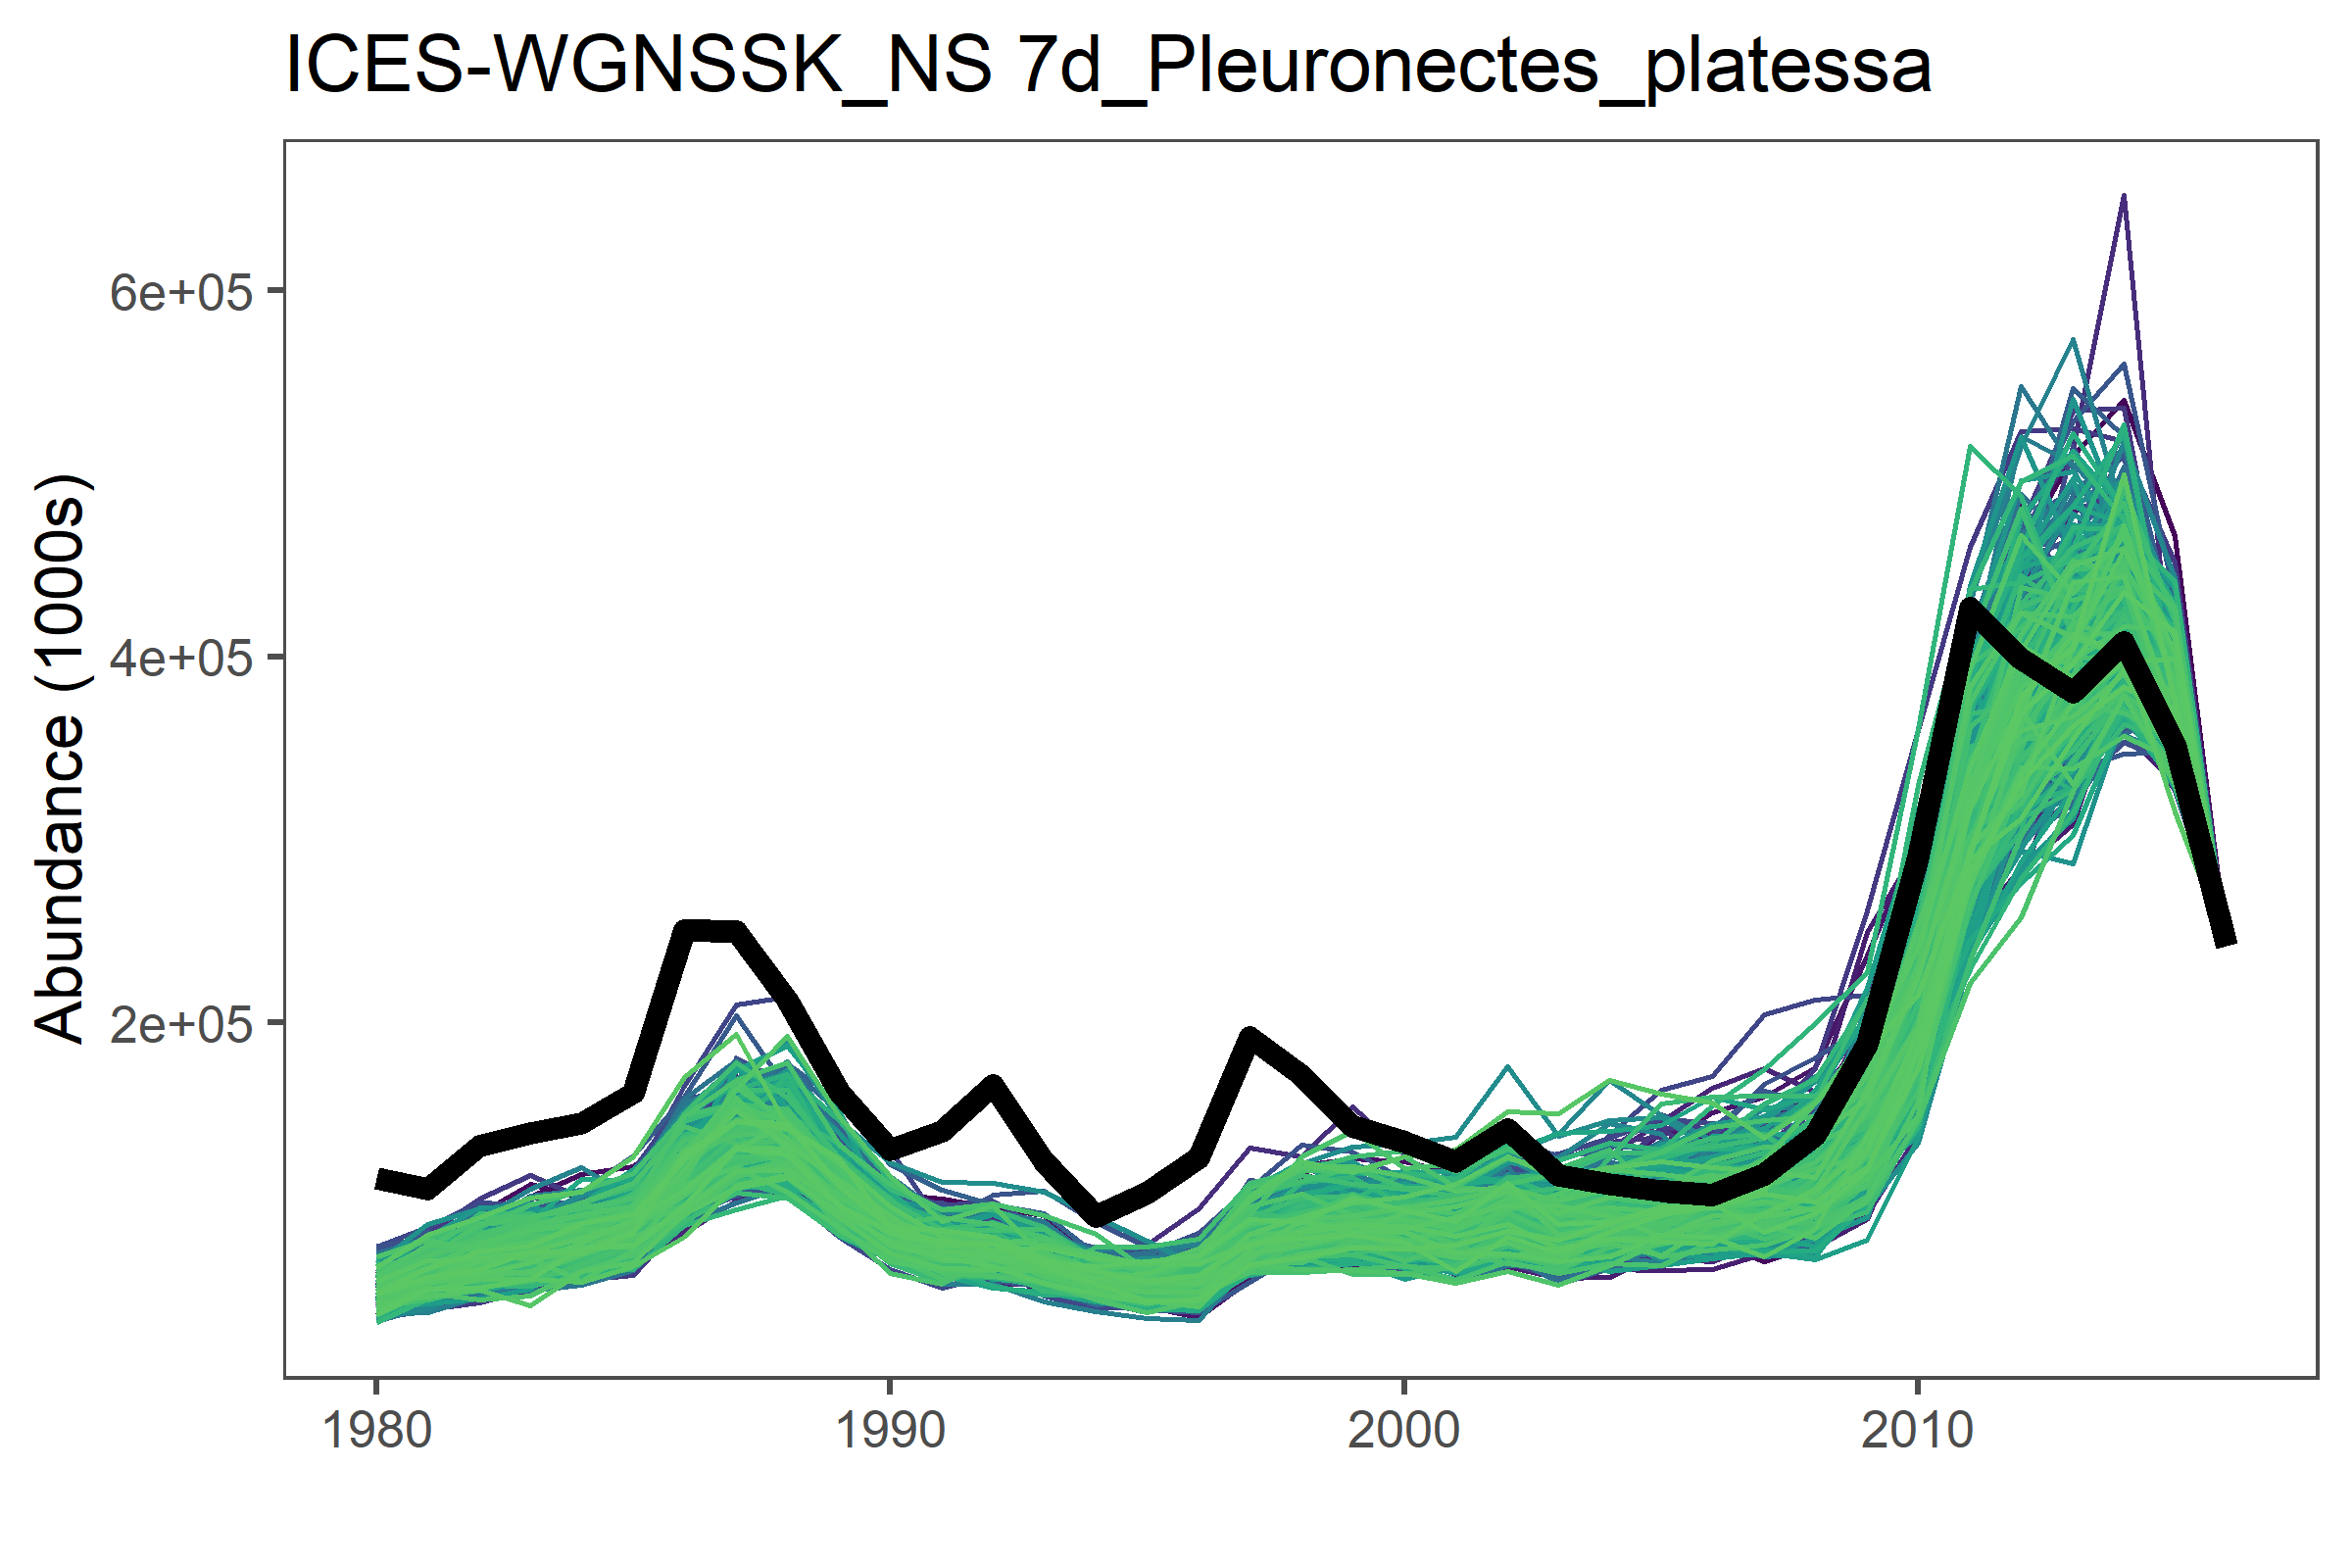 ICES-WGNSSK_NS 7d_Pleuronectes_platessa
Abundance (1000s)
6e+05
4e+05
2e+05
1980 1990 2000 2010